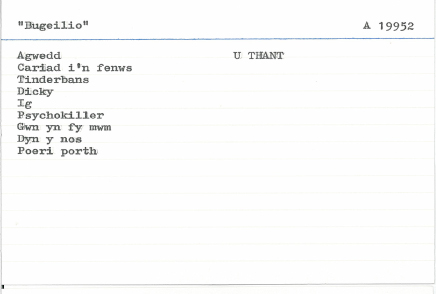 "Bugeilio" A 19952
Agwedd U THANT
Cariad i'n fenws
Tinderbans
Dicky
Ig
Psychokiller
Gwn yn fy mwm
Dyn y nos
Poeri porth